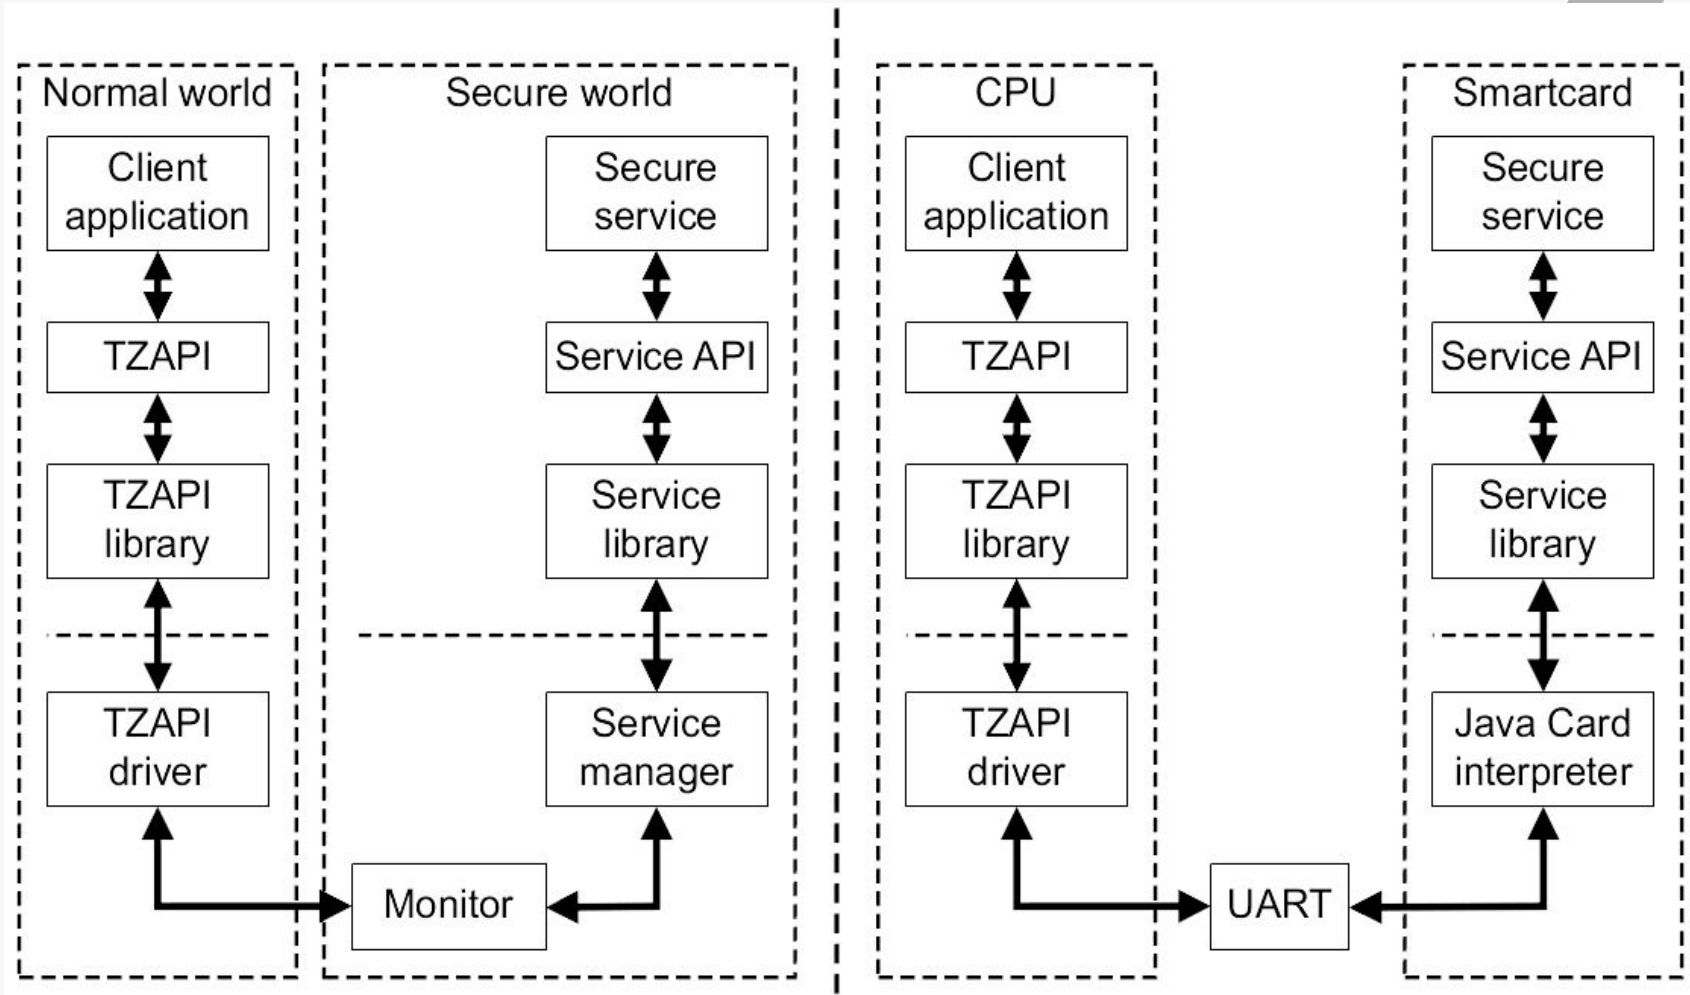 Normal world
Client
application
TZAPI
TZAPI
library
TZAPI
driver
Secure world
Secure
service
Service API
Service
library
Service
manager
Monitor
CPU
Client
application
TZAPI
TZAPI
library
TZAPI
driver
UART
Smartcard
Secure
service
Service API
Service
library
Java Card
interpreter